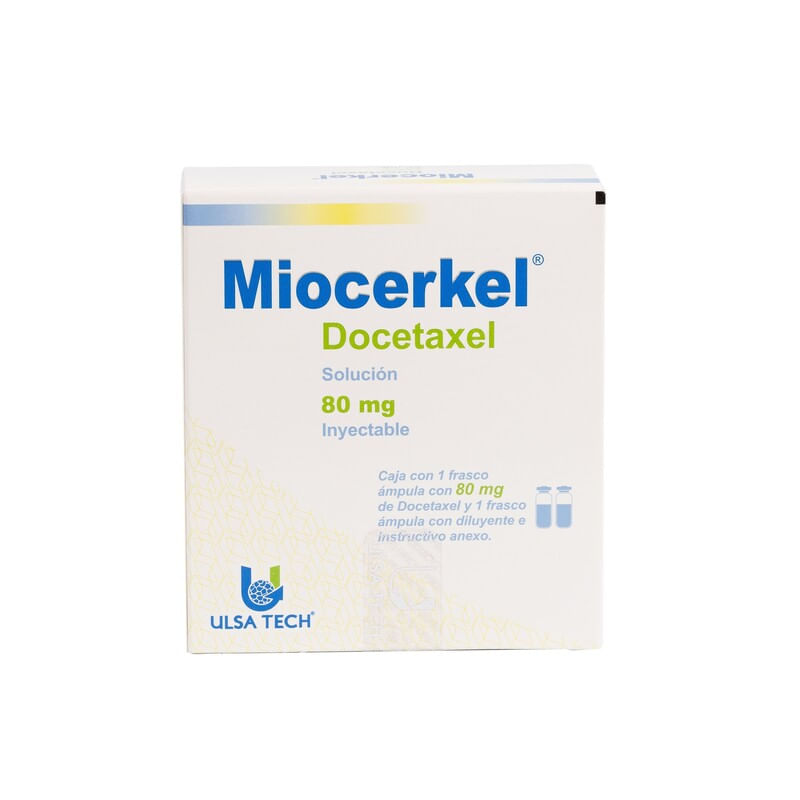 Miocerkel
Miocerkel®
Docetaxel
Solución
80 mg
Inyectable
Caja con 1 frasco
ámpula con 80 mg
de Docetaxel y 1 frasco
ámpula con diluyente e
instructivo anexo.
ULSA TECH®